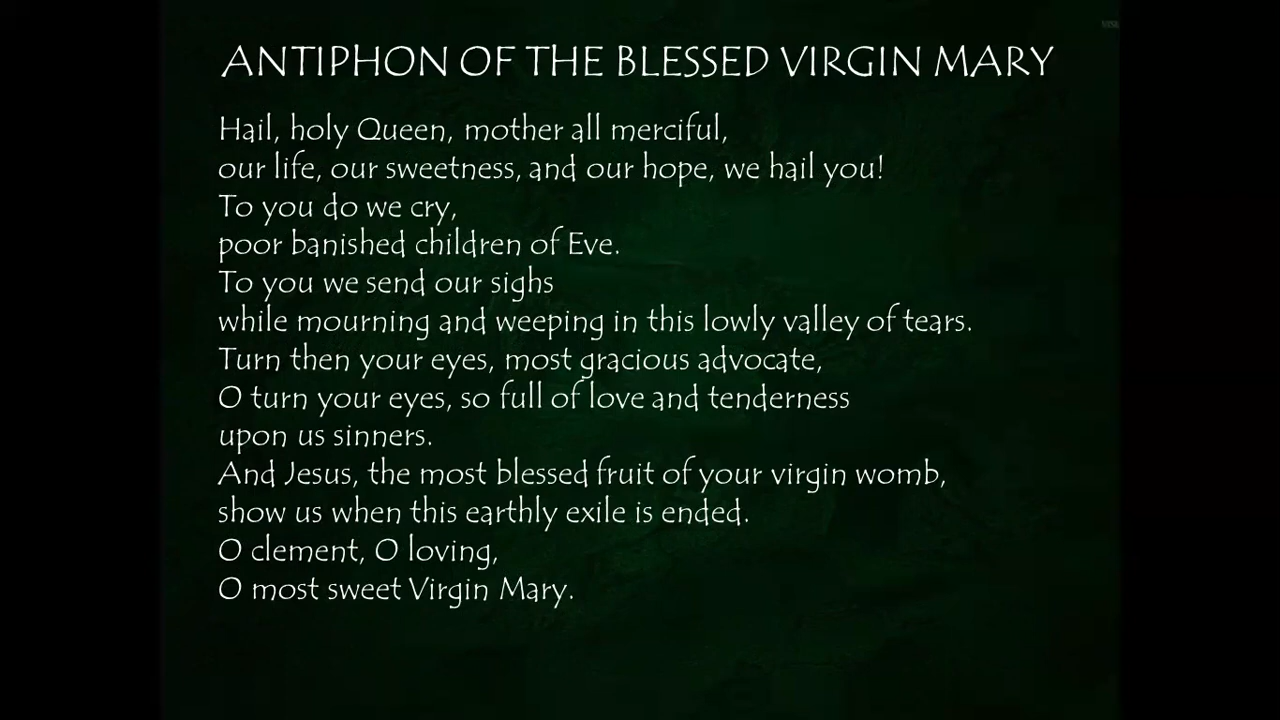 ANTIPHON OF THE BLESSED VIRGIN MARY
Hail, holy Queen, mother all merciful,
our life, our sweetness, and our hope, we hail you!
To you do we cry,
poor banished children of Eve.
To you we send our sighs
while mourning and weeping in this lowly valley of tears.
Turn then your eyes, most gracious advocate,
O turn your eyes, so full of love and tenderness
upon us sinners.
And Jesus, the most blessed fruit of your virgin womb,
show us when this earthly exile is ended.
O clement, O loving,
O most sweet Virgin Mary.